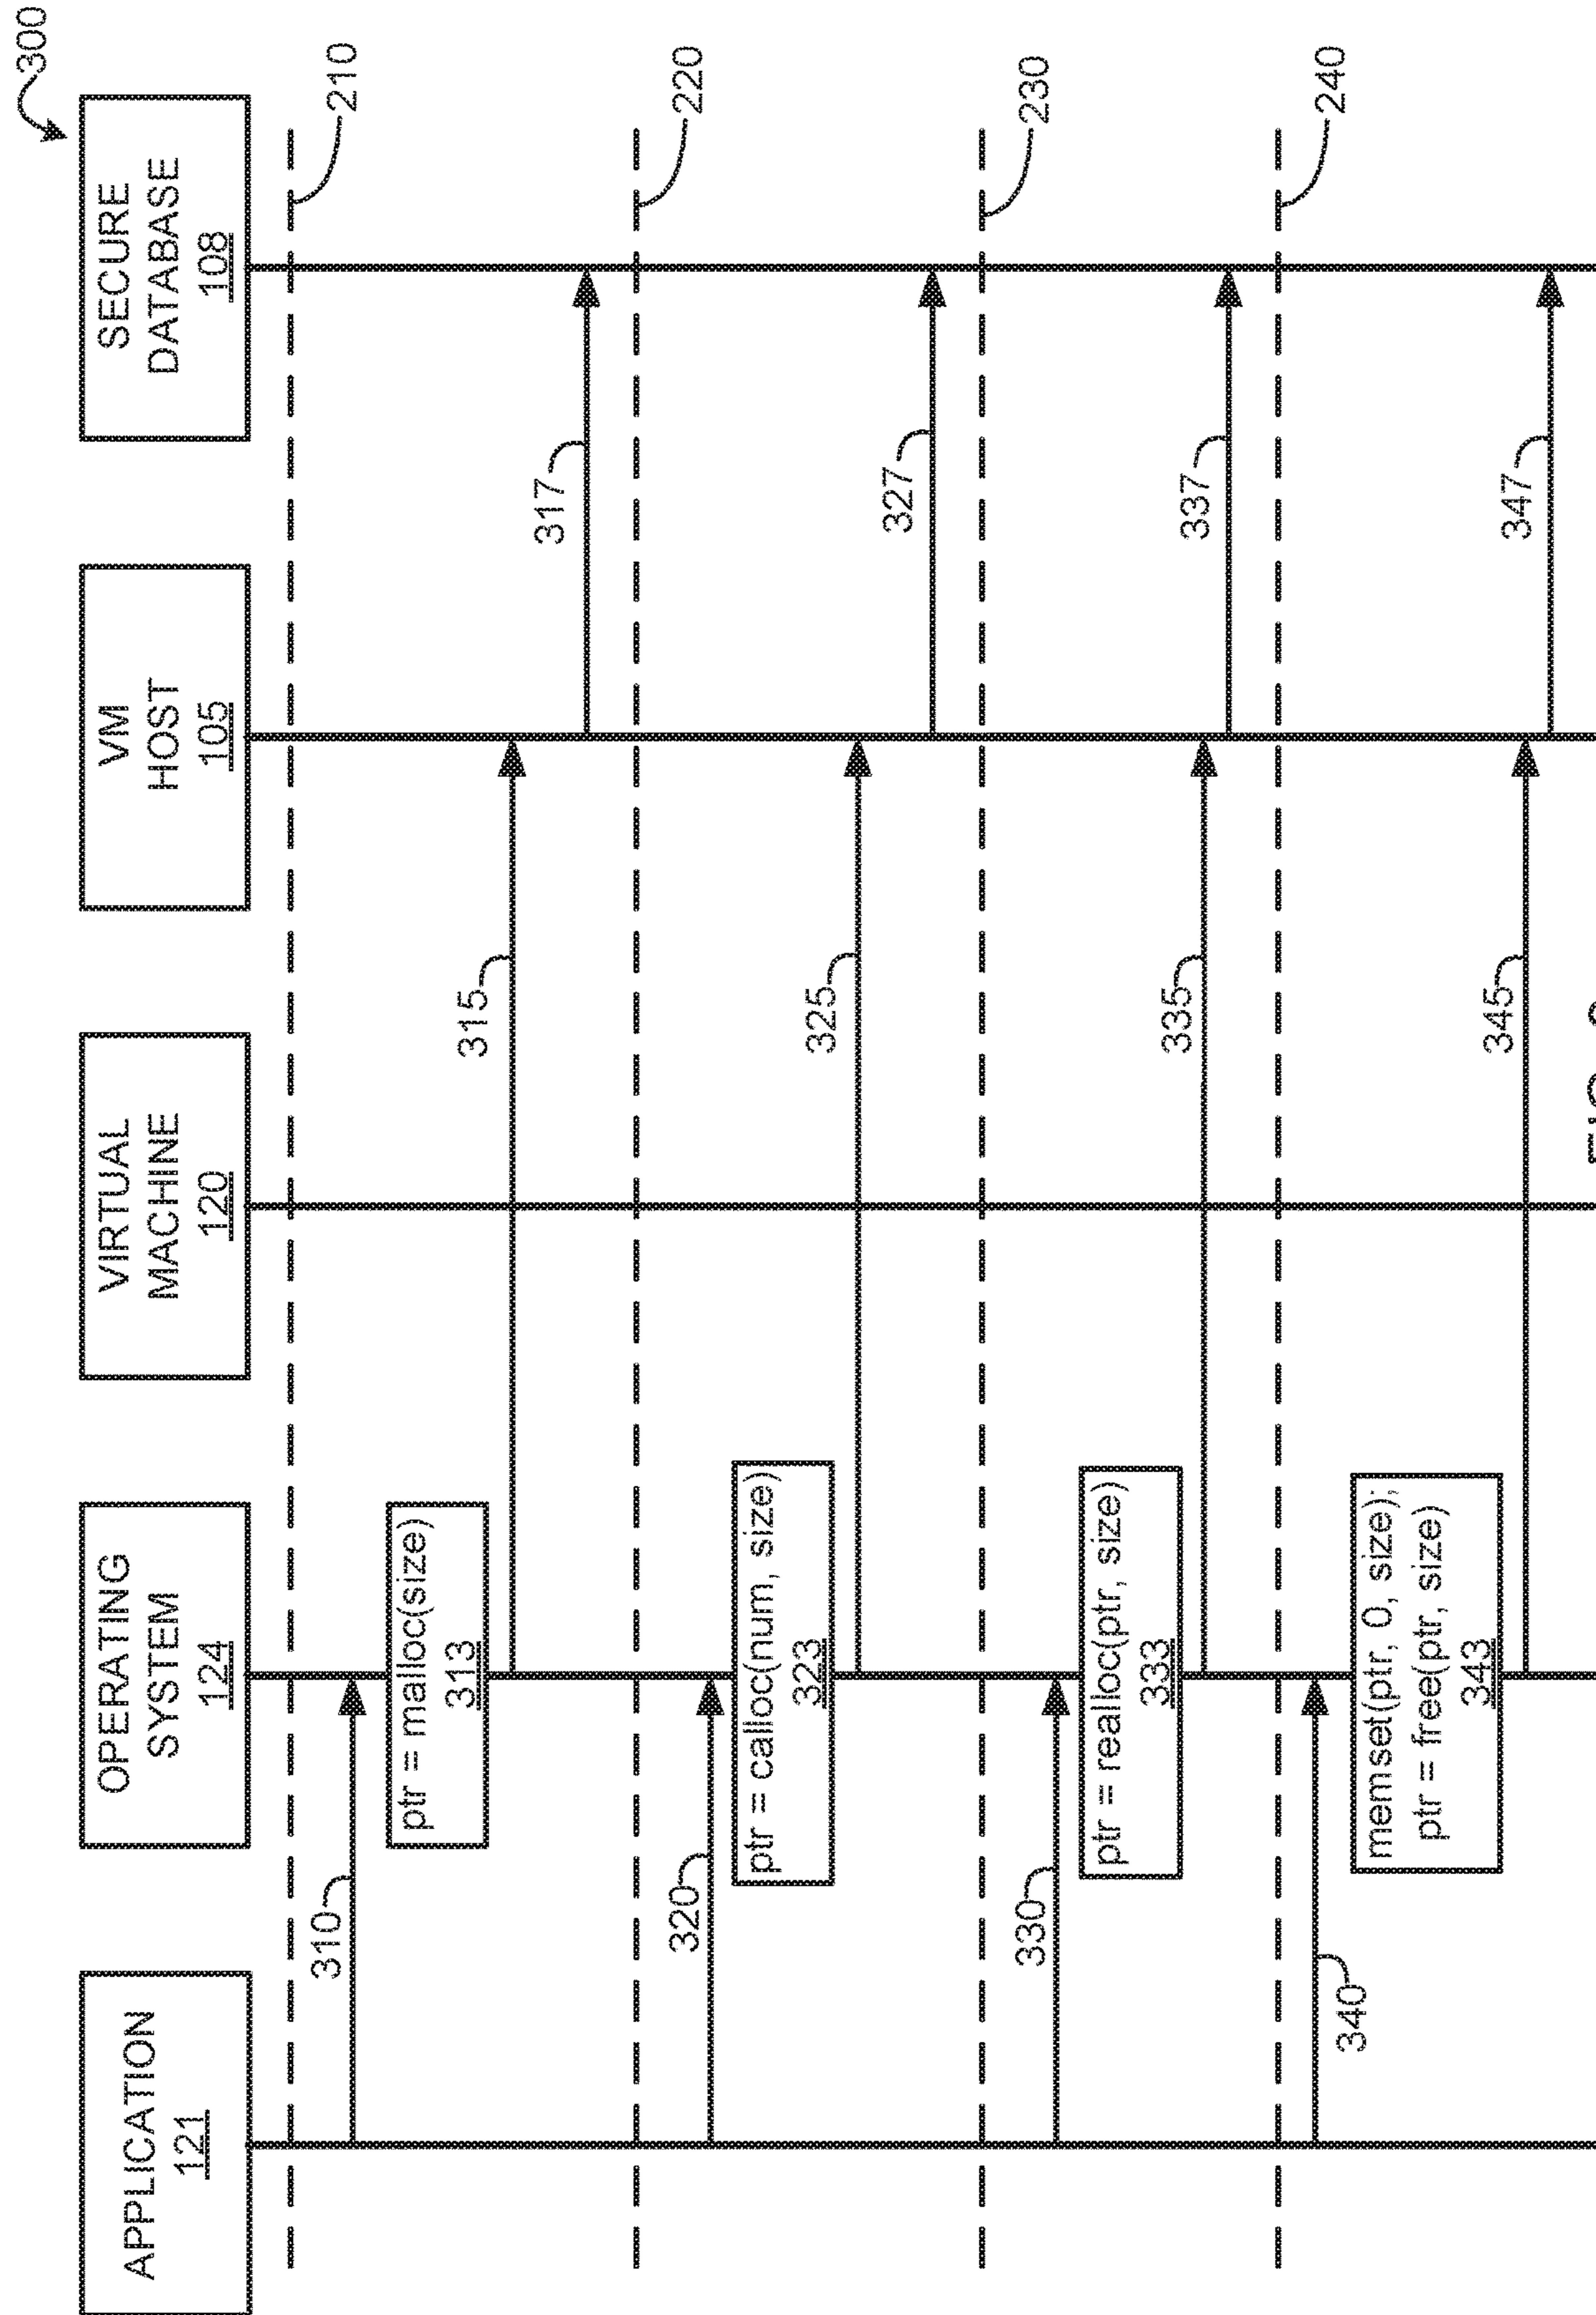 300
APPLICATION
121
OPERATING
SYSTEM
124
VIRTUAL
MACHINE
120
VM
HOST
105
SECURE
DATABASE
108
210
310
ptr = malloc(size)
313
315
317
220
320
ptr = calloc(num, size)
323
325
327
230
330
ptr = realloc(ptr, size)
333
335
337
240
340
memset(ptr, 0, size);
ptr = free(ptr, size)
343
345
347